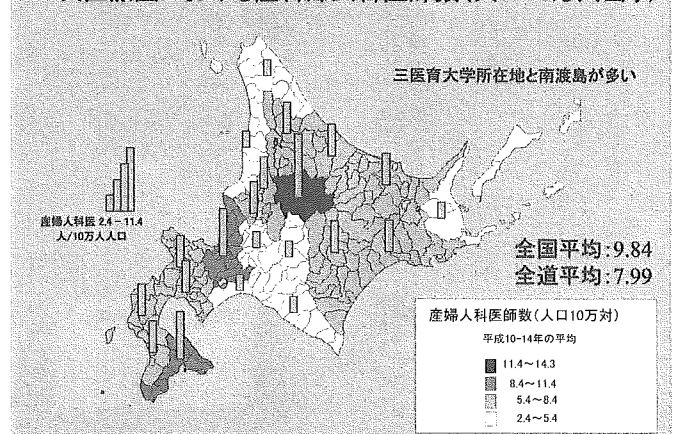 三医育大学所在地と南渡島が多い
産婦人科医 2.4－11.4
人/10万人人口
全国平均:9.84
全道平均:7.99
産婦人科医師数(人口10万対)
平成10-14年の平均
11.4～14.3
8.4～11.4
5.4～8.4
2.4～5.4